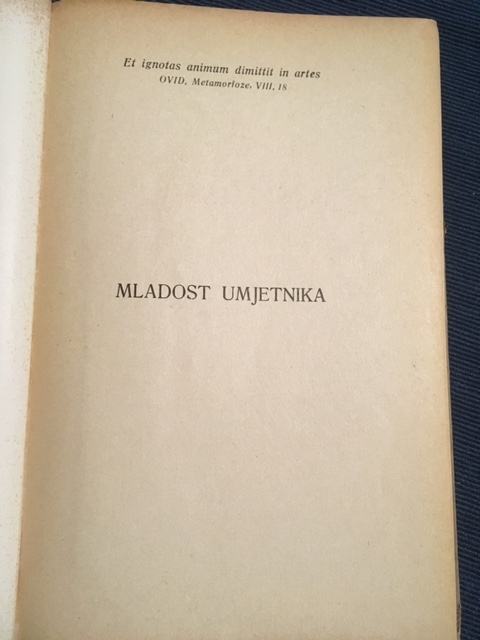 Et ignotas animum dimittit in artes
OVID, Metamorfoze, VIII, 18
MLADOST UMJETNIKA